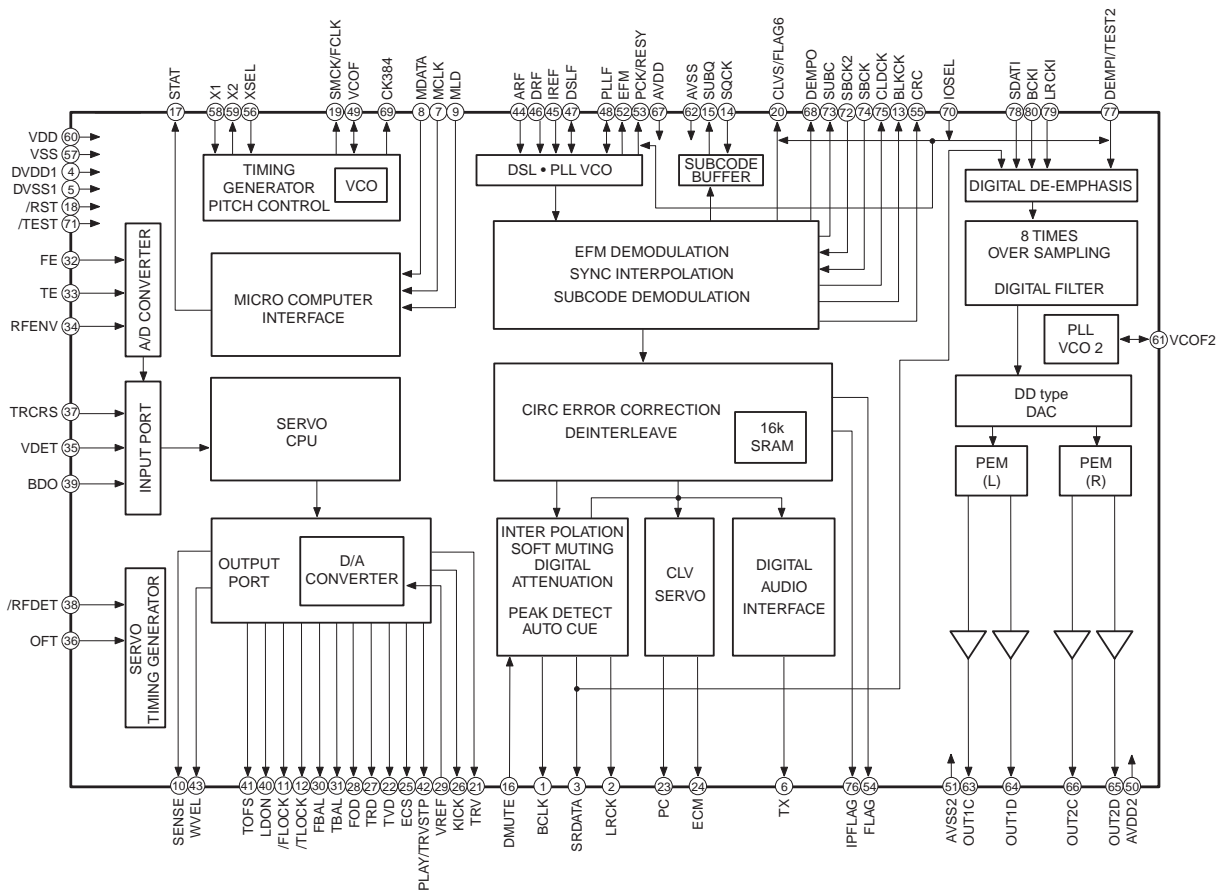 STAT
X1
X2
XSEL
SMCK/FCLK
VCOF
CK384
MDATA
MCLK
MLD
ARF
DRF
IREF
DSLF
PLLF
EFM
PCK/RESY
AVDD
AVSS
SUBQ
SQCK
CLVS/FLAG6
DEMPO
SUBC
SBCK2
SBCK
CLDCK
BLKCK
CRC
IOSEL
SDATI
BCKI
LRCKI
DEMPI/TEST2
17
58
59
56
19
49
69
8
7
9
44
46
45
47
48
52
53
67
62
15
14
20
68
73
72
74
75
13
55
70
78
80
79
77
VDD 60
VSS 57
DVDD1 4
DVSS1 5
/RST 18
/TEST 71
FE 32
TE 33
RFENV 34
TRCRS 37
VDET 35
BDO 39
/RFDET 38
OFT 36
TIMING
GENERATOR
PITCH CONTROL
VCO
DSL • PLL VCO
SUBCODE
BUFFER
DIGITAL DE-EMPHASIS
A/D CONVERTER
MICRO COMPUTER
INTERFACE
EFM DEMODULATION
SYNC INTERPOLATION
SUBCODE DEMODULATION
8 TIMES
OVER SAMPLING
DIGITAL FILTER
PLL
VCO 2
61 VCOF2
INPUT PORT
SERVO
CPU
CIRC ERROR CORRECTION
DEINTERLEAVE
16k
SRAM
DD type
DAC
PEM
(L)
PEM
(R)
OUTPUT
PORT
D/A
CONVERTER
INTER POLATION
SOFT MUTING
DIGITAL
ATTENUATION
PEAK DETECT
AUTO CUE
CLV
SERVO
DIGITAL
AUDIO
INTERFACE
SERVO
TIMING GENERATOR
10
43
41
40
11
12
30
31
28
27
22
25
42
29
26
21
16
1
3
2
23
24
6
76
54
51
63
64
66
65
50
SENSE
WVEL
TOFS
LDON
/FLOCK
/TLOCK
FBAL
TBAL
FOD
TRD
TVD
ECS
PLAY/TRVSTP
VREF
KICK
TRV
DMUTE
BCLK
SRDATA
LRCK
PC
ECM
TX
IPFLAG
FLAG
AVSS2
OUT1C
OUT1D
OUT2C
OUT2D
AVDD2